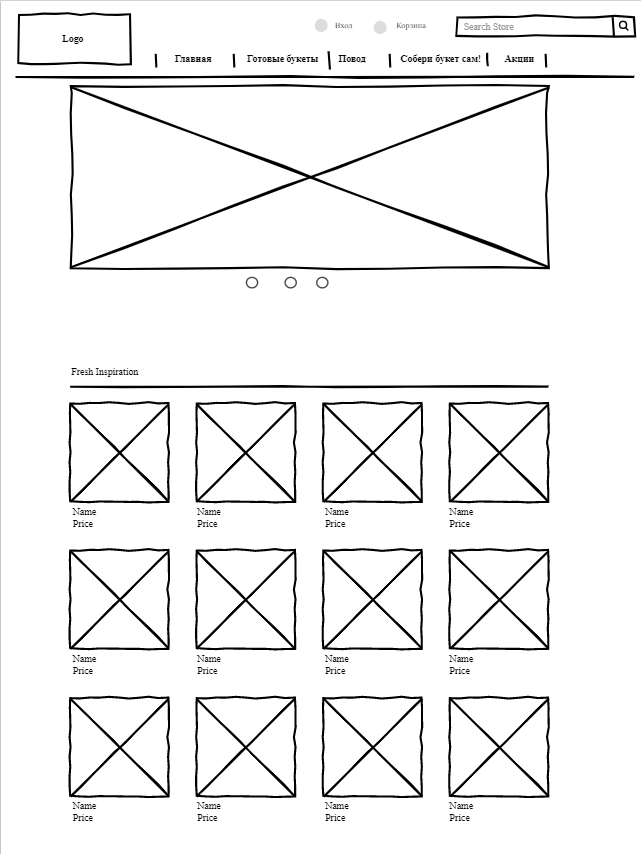 Logo
Вход
Корзина
Search Store
Главная
Готовые букеты
Повод
Собери букет сам!
Акции
Fresh Inspiration
Name Name Name Name
Price Price Price Price
Name Name Name Name
Price Price Price Price
Name Name Name Name
Price Price Price Price